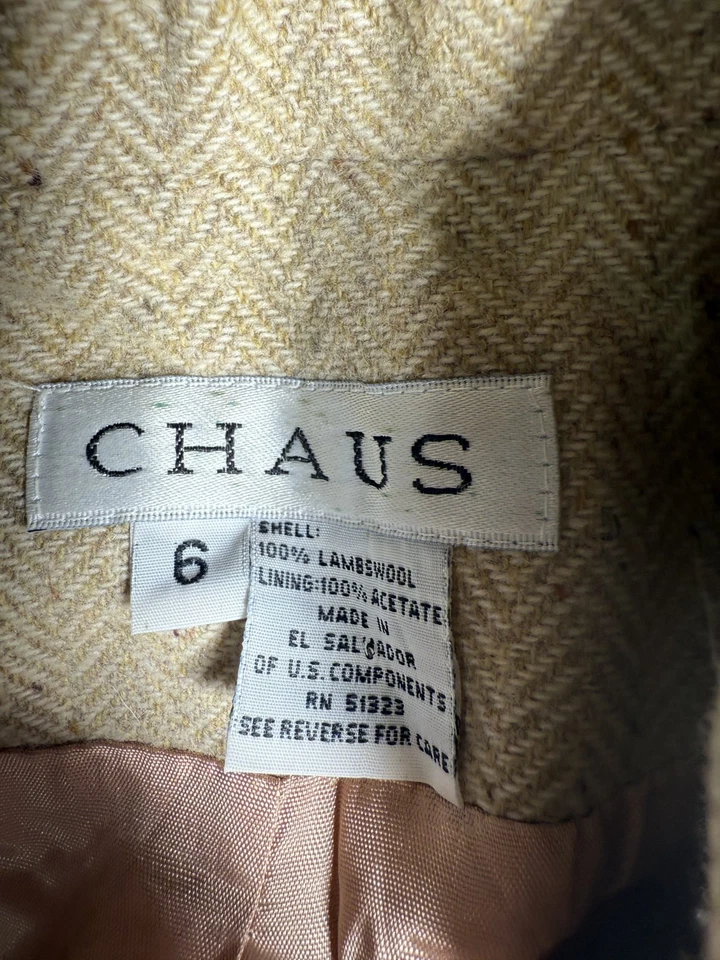 CHAUS
6
SHELL:
100% LAMBSWOOL
LINING:100% ACETATE
MADE IN
EL SALVADOR
OF U.S. COMPONENTS
RN 51323
SEE REVERSE FOR CARE